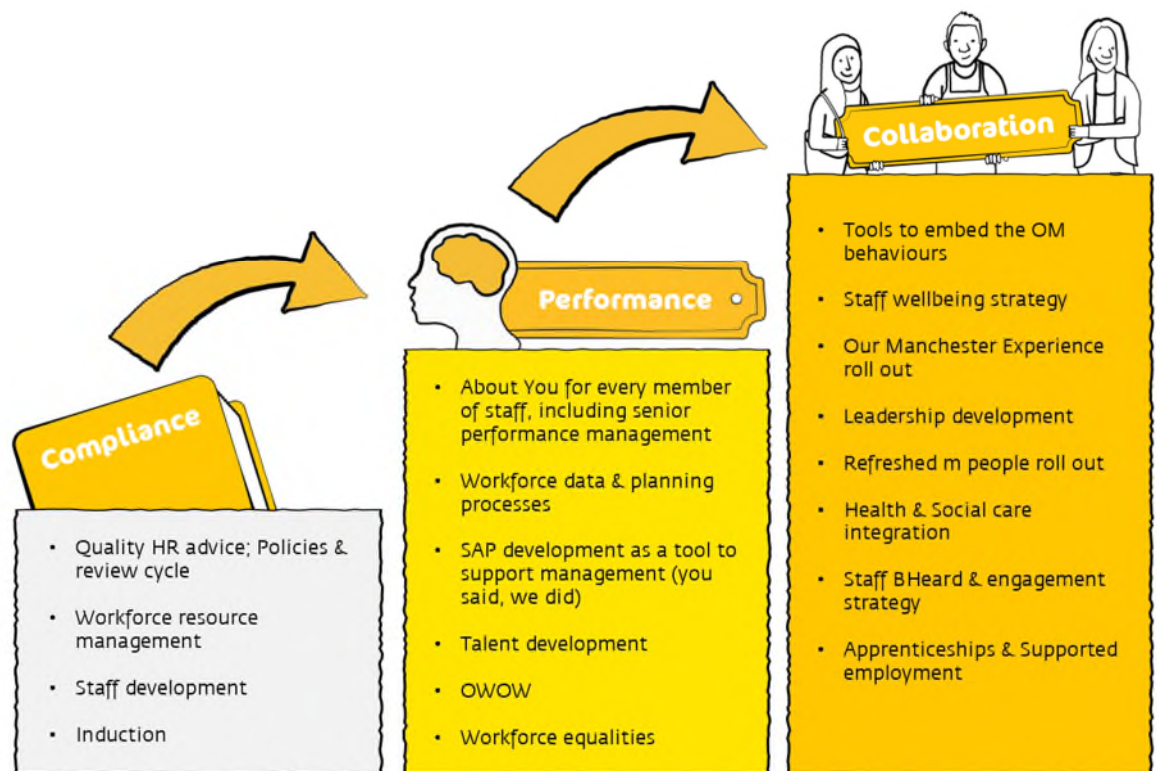 Compliance
• Quality HR advice; Policies &
review cycle
• Workforce resource
management
• Staff development
• Induction
Performance
• About You for every member
of staff, including senior
performance management
• Workforce data & planning
processes
• SAP development as a tool to
support management (you
said, we did)
• Talent development
• OWOW
• Workforce equalities
Collaboration
• Tools to embed the OM
behaviours
• Staff wellbeing strategy
• Our Manchester Experience
roll out
• Leadership development
• Refreshed m people roll out
• Health & Social care
integration
• Staff BHeard & engagement
strategy
• Apprenticeships & Supported
employment